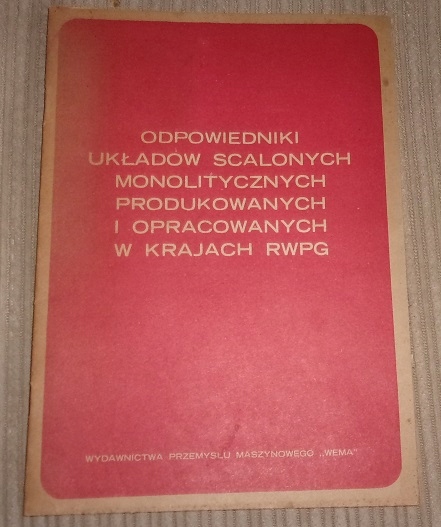 ODPOWIEDNIKI
UKŁADÓW SCALONYCH
MONOLITYCZNYCH
PRODUKOWANYCH
I OPRACOWANYCH
W KRAJACH RWPG
WYDAWNICTWA PRZEMYSŁU MASZYNOWEGO „WEMA"